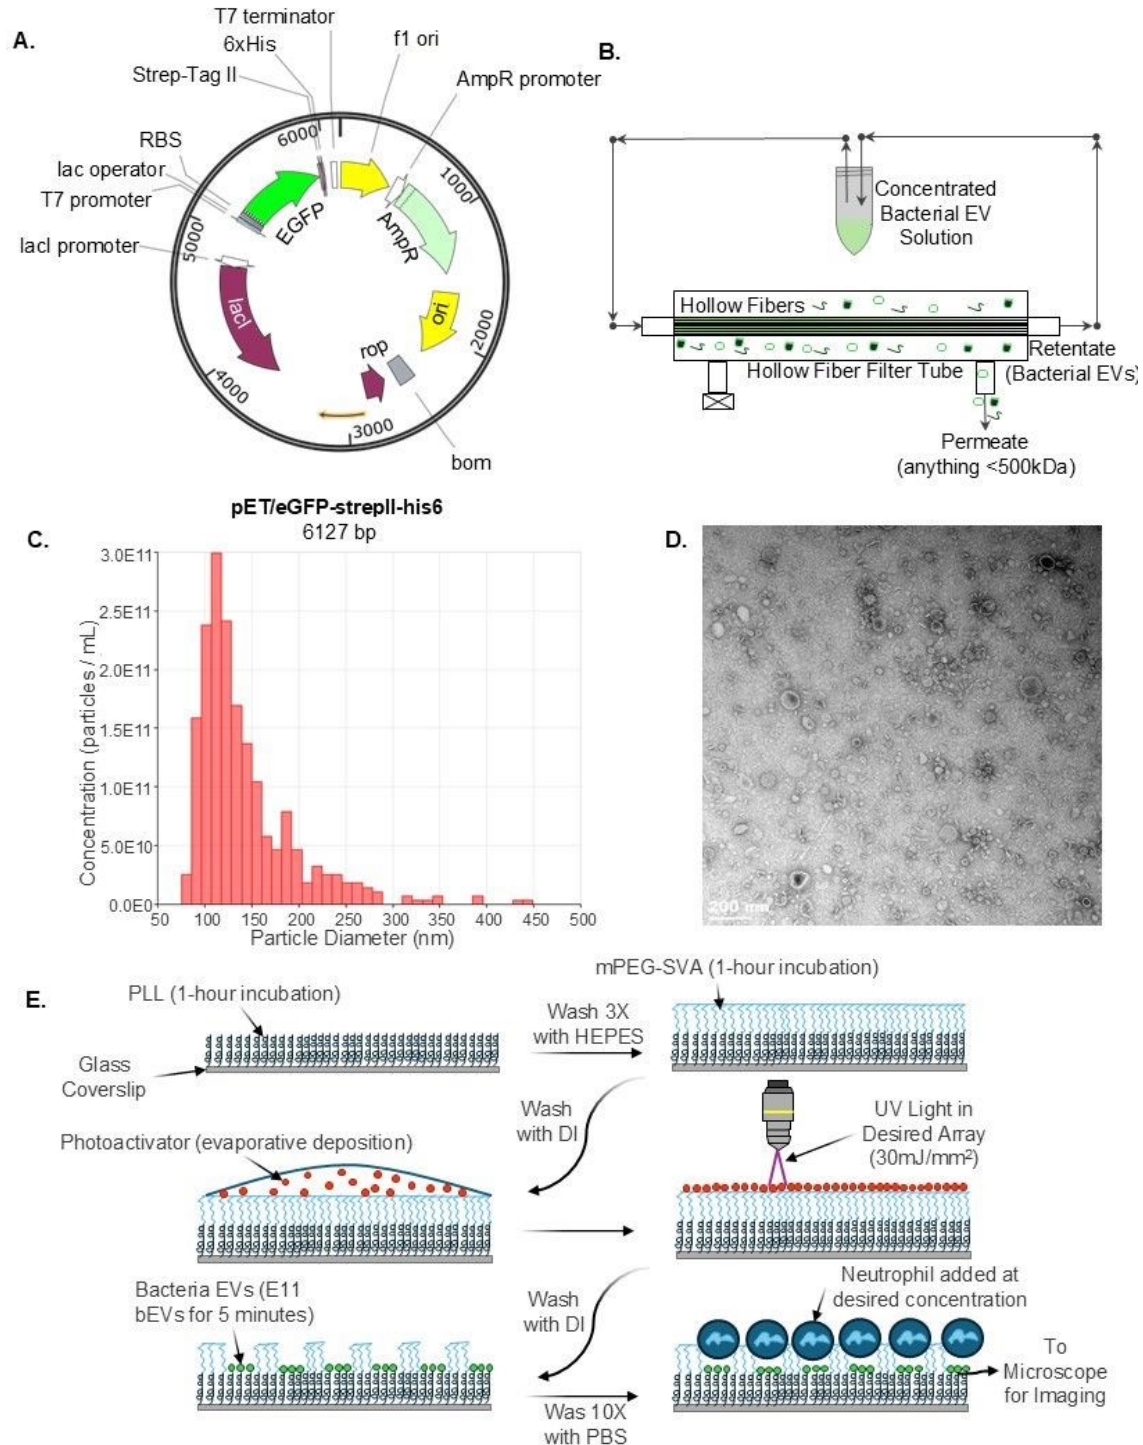 A.
T7 terminator
6xHis
f1 ori
Strep-Tag II
AmpR promoter
RBS
lac operator
T7 promoter
lacI promoter
6000
1000
2000
3000
4000
5000
EGFP
AmpR
ori
rop
lacI
bom
pET/eGFP-strepII-his6
6127 bp
B.
Concentrated
Bacterial EV
Solution
Hollow Fibers
Hollow Fiber Filter Tube
Retentate
(Bacterial EVs)
Permeate
(anything <500kDa)
C.
Concentration (particles / mL)
3.0E11
2.5E11
2.0E11
1.5E11
1.0E11
5.0E10
0.0E0
50 100 150 200 250 300 350 400 450 500
Particle Diameter (nm)
D.
200 nm
E.
PLL (1-hour incubation)
Glass
Coverslip
Wash 3X
with HEPES
mPEG-SVA (1-hour incubation)
Wash
with DI
Photoactivator (evaporative deposition)
UV Light in
Desired Array
(30mJ/mm²)
Wash
with DI
Bacteria EVs (E11
bEVs for 5 minutes)
Was 10X
with PBS
Neutrophil added at
desired concentration
To
Microscope
for Imaging